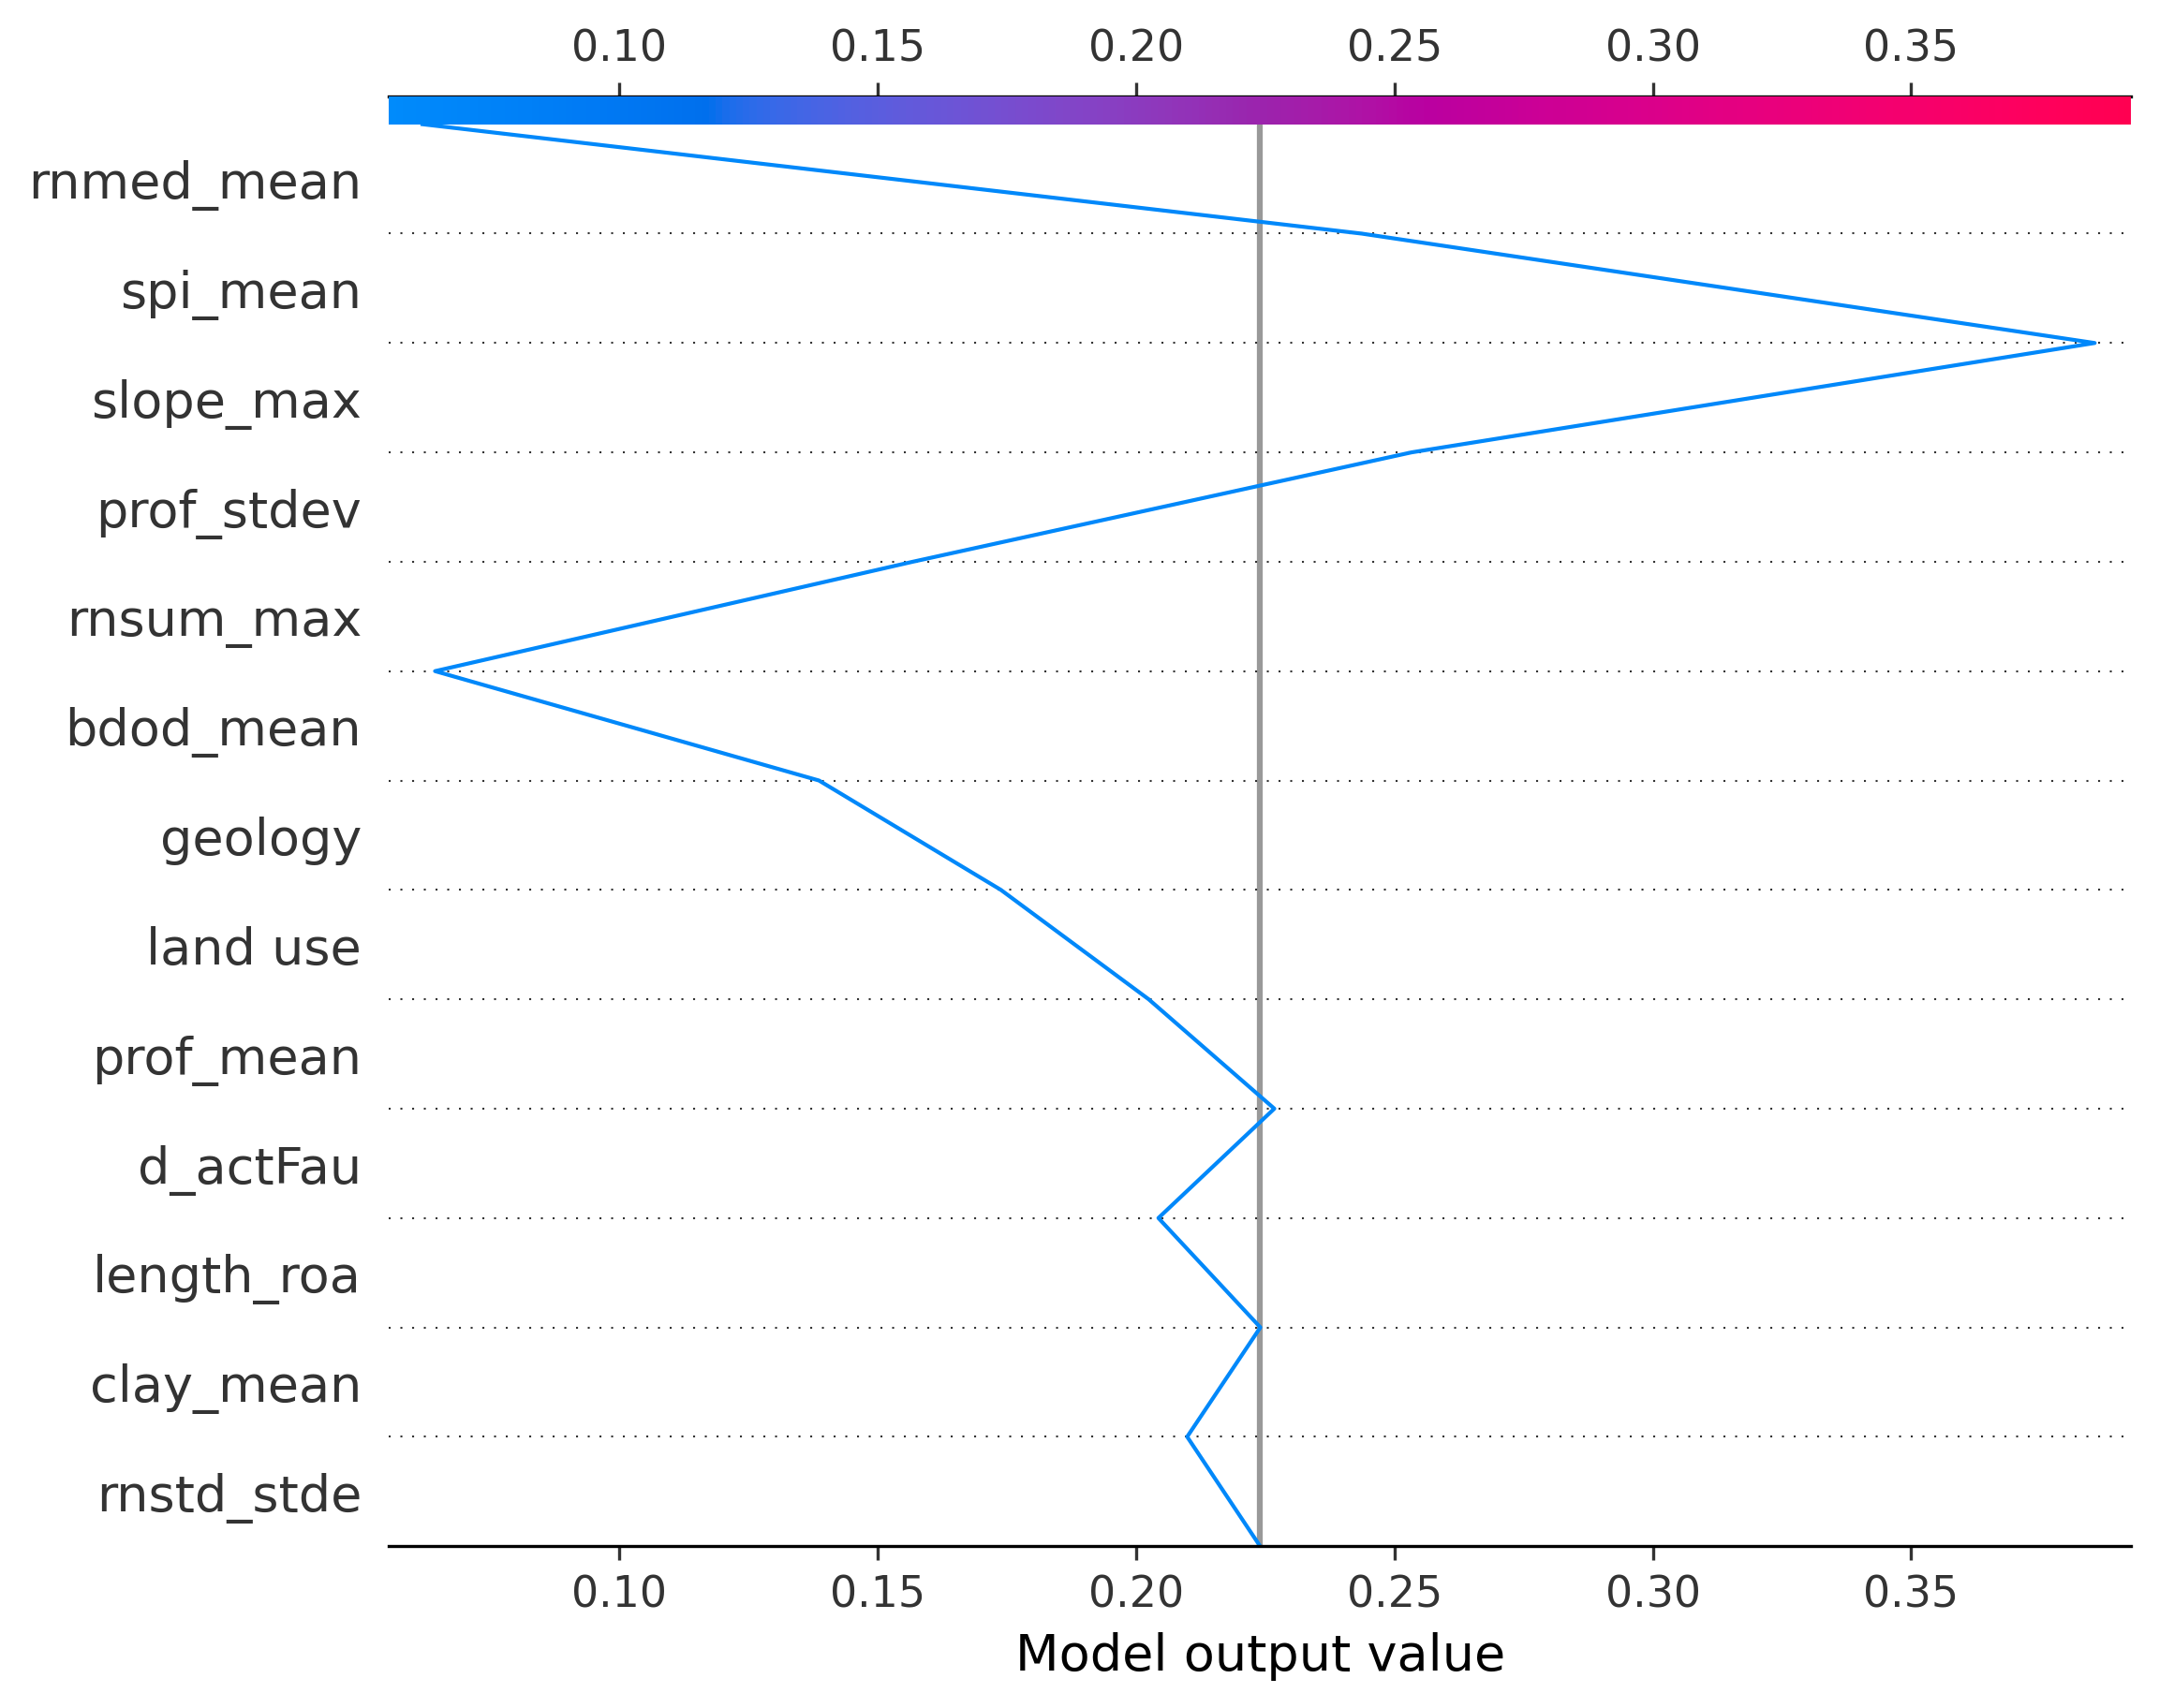 0.10 0.15 0.20 0.25 0.30 0.35
rnmed_mean
spi_mean
slope_max
prof_stdev
rnsum_max
bdod_mean
geology
land use
prof_mean
d_actFau
length_roa
clay_mean
rnstd_stde
0.10 0.15 0.20 0.25 0.30 0.35
Model output value